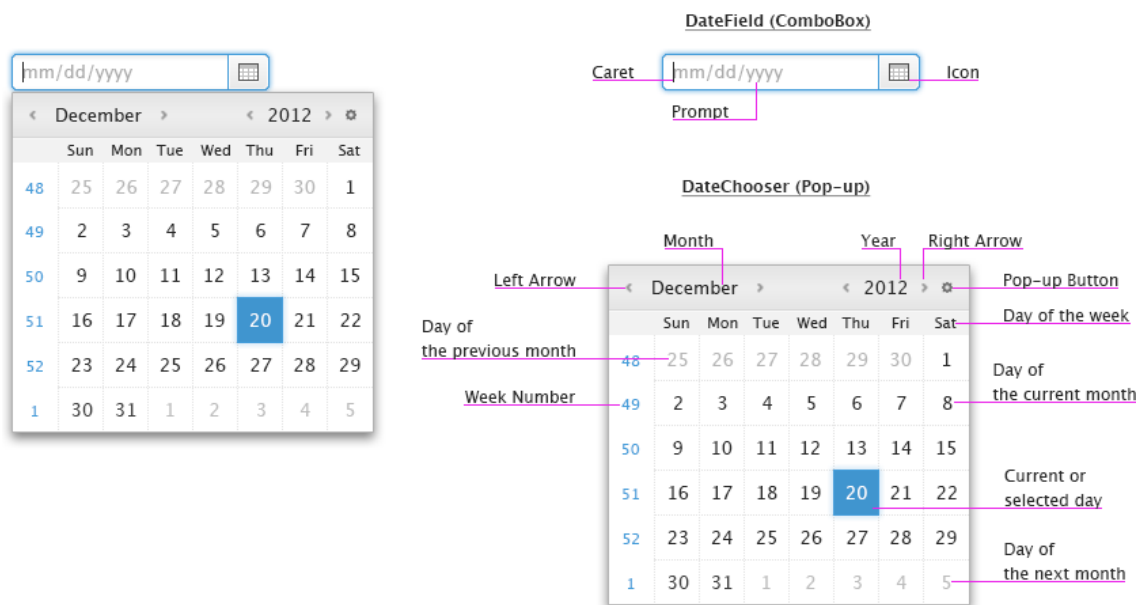 mm/dd/yyyy
‹ December › ‹ 2012 ›
Sun Mon Tue Wed Thu Fri Sat
48 25 26 27 28 29 30 1
49 2 3 4 5 6 7 8
50 9 10 11 12 13 14 15
51 16 17 18 19 20 21 22
52 23 24 25 26 27 28 29
1 30 31 1 2 3 4 5
DateField (ComboBox)
Caret
mm/dd/yyyy
Icon
Prompt
DateChooser (Pop-up)
Month
Year
Right Arrow
Left Arrow
‹ December › ‹ 2012 ›
Pop-up Button
Sun Mon Tue Wed Thu Fri Sat
Day of the week
Day of
the previous month
48 25 26 27 28 29 30 1
Day of
the current month
Week Number
49 2 3 4 5 6 7 8
50 9 10 11 12 13 14 15
51 16 17 18 19 20 21 22
Current or
selected day
52 23 24 25 26 27 28 29
Day of
the next month
1 30 31 1 2 3 4 5